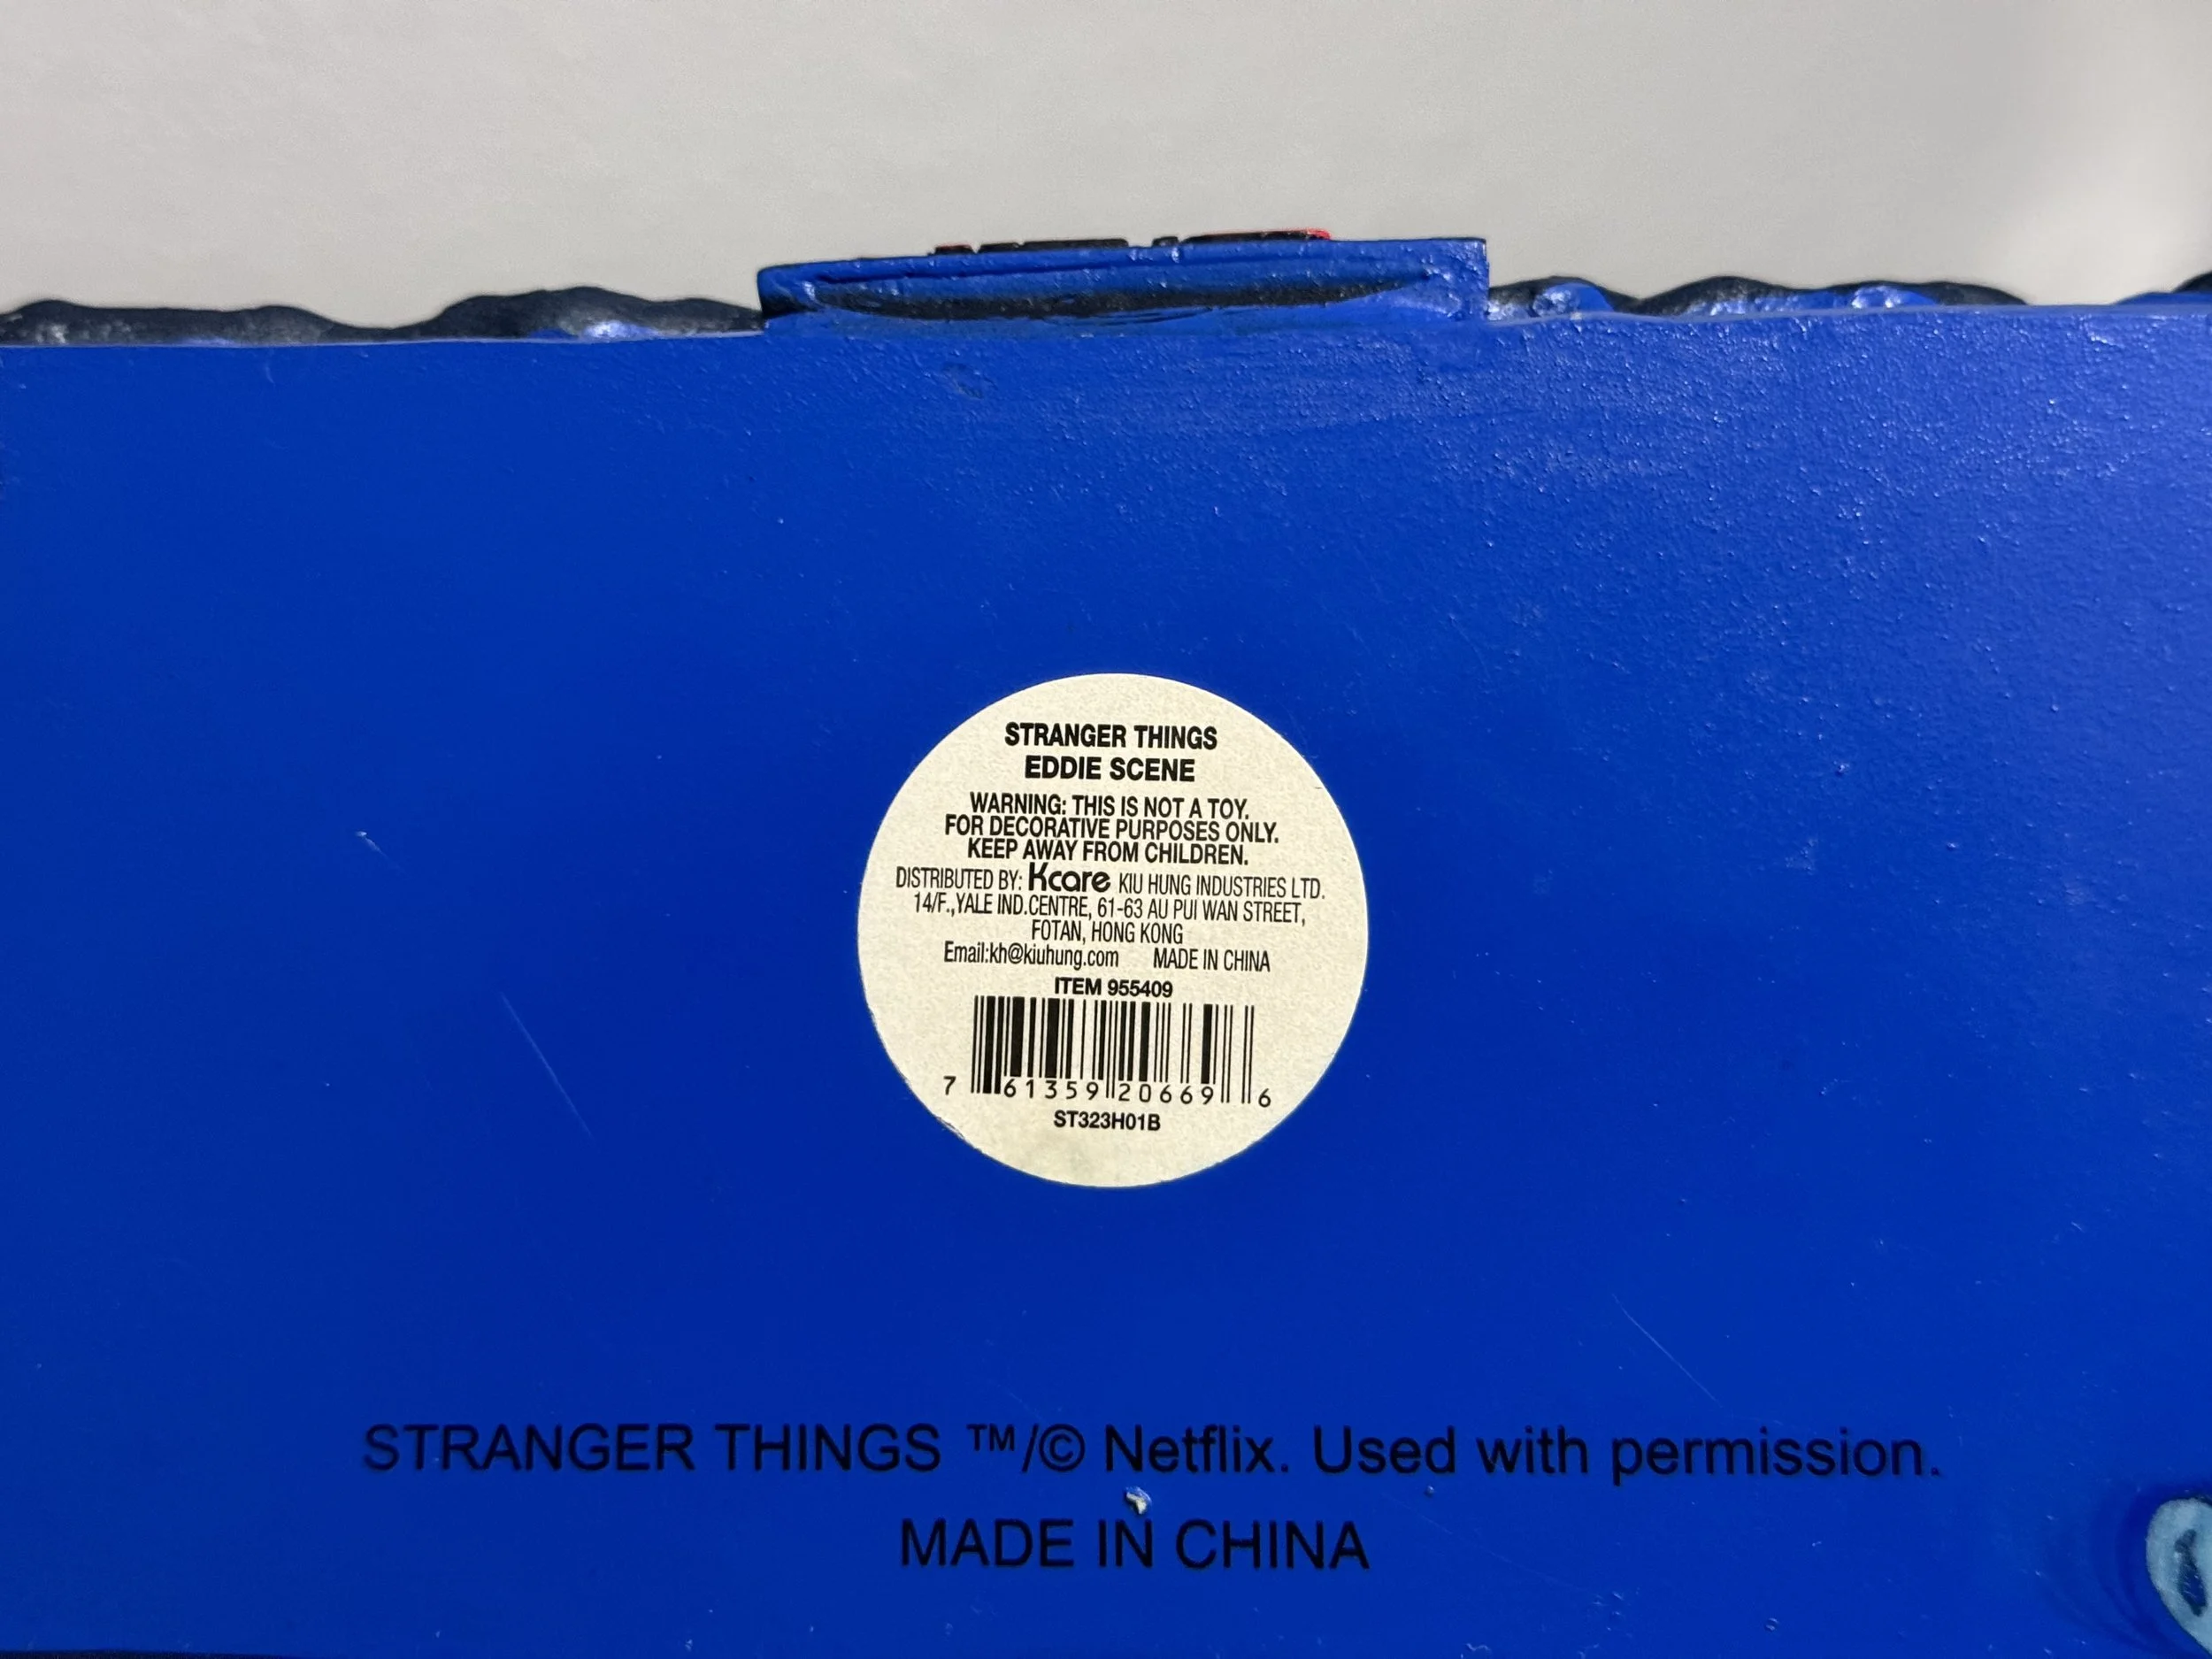 STRANGER THINGS
EDDIE SCENE
WARNING: THIS IS NOT A TOY.
FOR DECORATIVE PURPOSES ONLY.
KEEP AWAY FROM CHILDREN.
DISTRIBUTED BY: Kcare KIU HUNG INDUSTRIES LTD.
14/F.,YALE IND.CENTRE, 61-63 AU PUI WAN STREET,
FOTAN, HONG KONG
Email:kh@kiuhung.com MADE IN CHINA
ITEM 955409
7 61359 20669 6
ST323H01B
STRANGER THINGS ™/© Netflix. Used with permission.
MADE IN CHINA